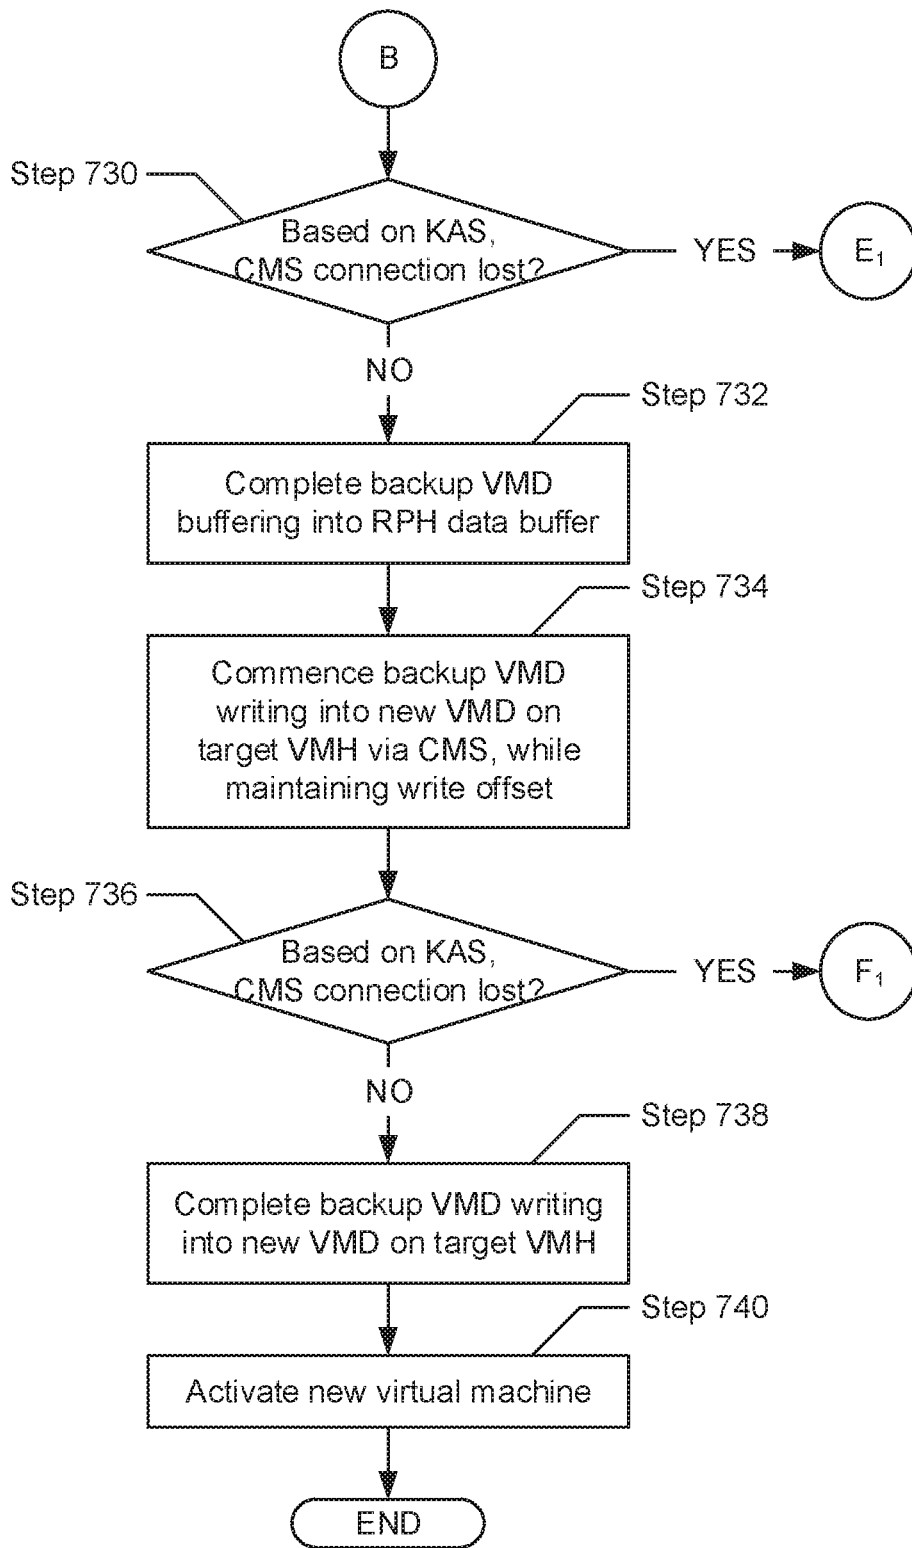 B
Step 730
Based on KAS,
CMS connection lost?
YES
E₁
NO
Step 732
Complete backup VMD
buffering into RPH data buffer
Step 734
Commence backup VMD
writing into new VMD on
target VMH via CMS, while
maintaining write offset
Step 736
Based on KAS,
CMS connection lost?
YES
F₁
NO
Step 738
Complete backup VMD writing
into new VMD on target VMH
Step 740
Activate new virtual machine
END